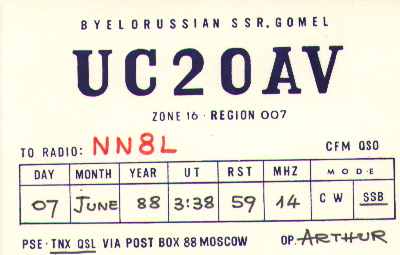 BYELORUSSIAN SSR, GOMEL
UC2OAV
ZONE 16 · REGION 007
TO RADIO: NN8L CFM QSO
DAY MONTH YEAR UT RST MHZ MODE
07 JUNE 88 3:38 59 14 CW SSB
PSE · TNX QSL VIA POST BOX 88 MOSCOW OP. ARTHUR